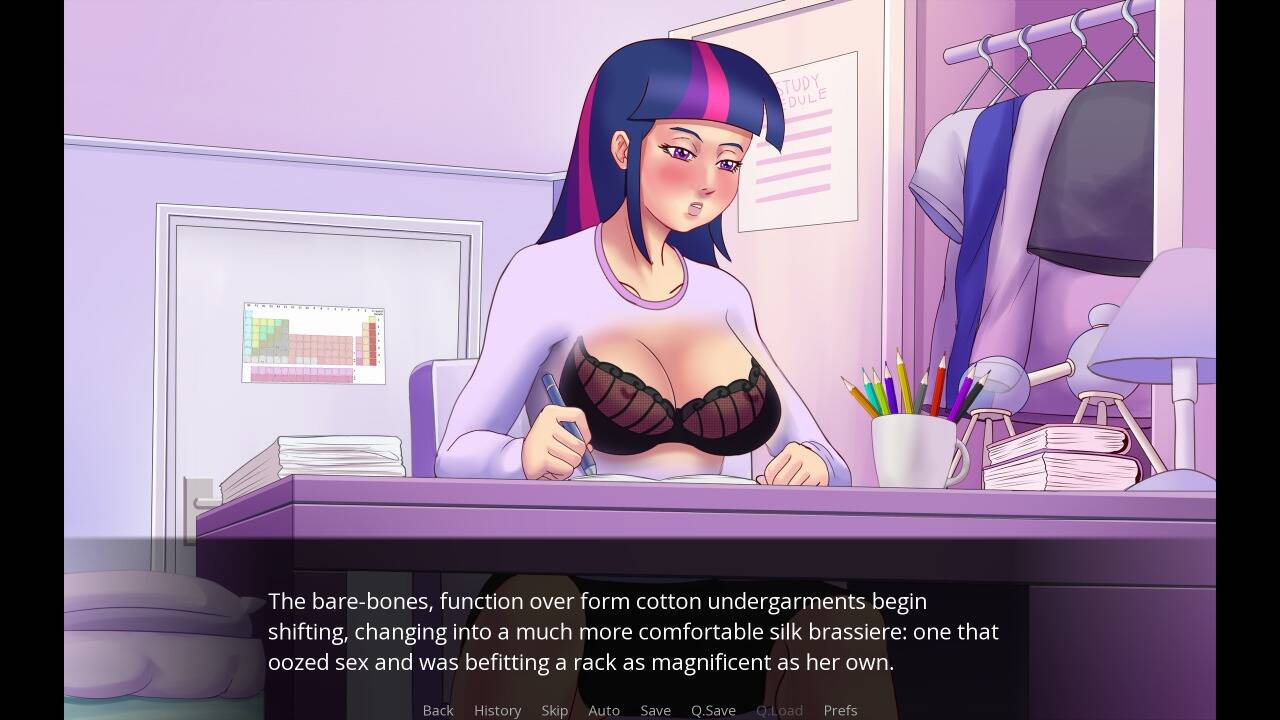 STUDY
EDULE
The bare-bones, function over form cotton undergarments begin
shifting, changing into a much more comfortable silk brassiere: one that
oozed sex and was befitting a rack as magnificent as her own.
Back History Skip Auto Save Q.Save Q.Load Prefs